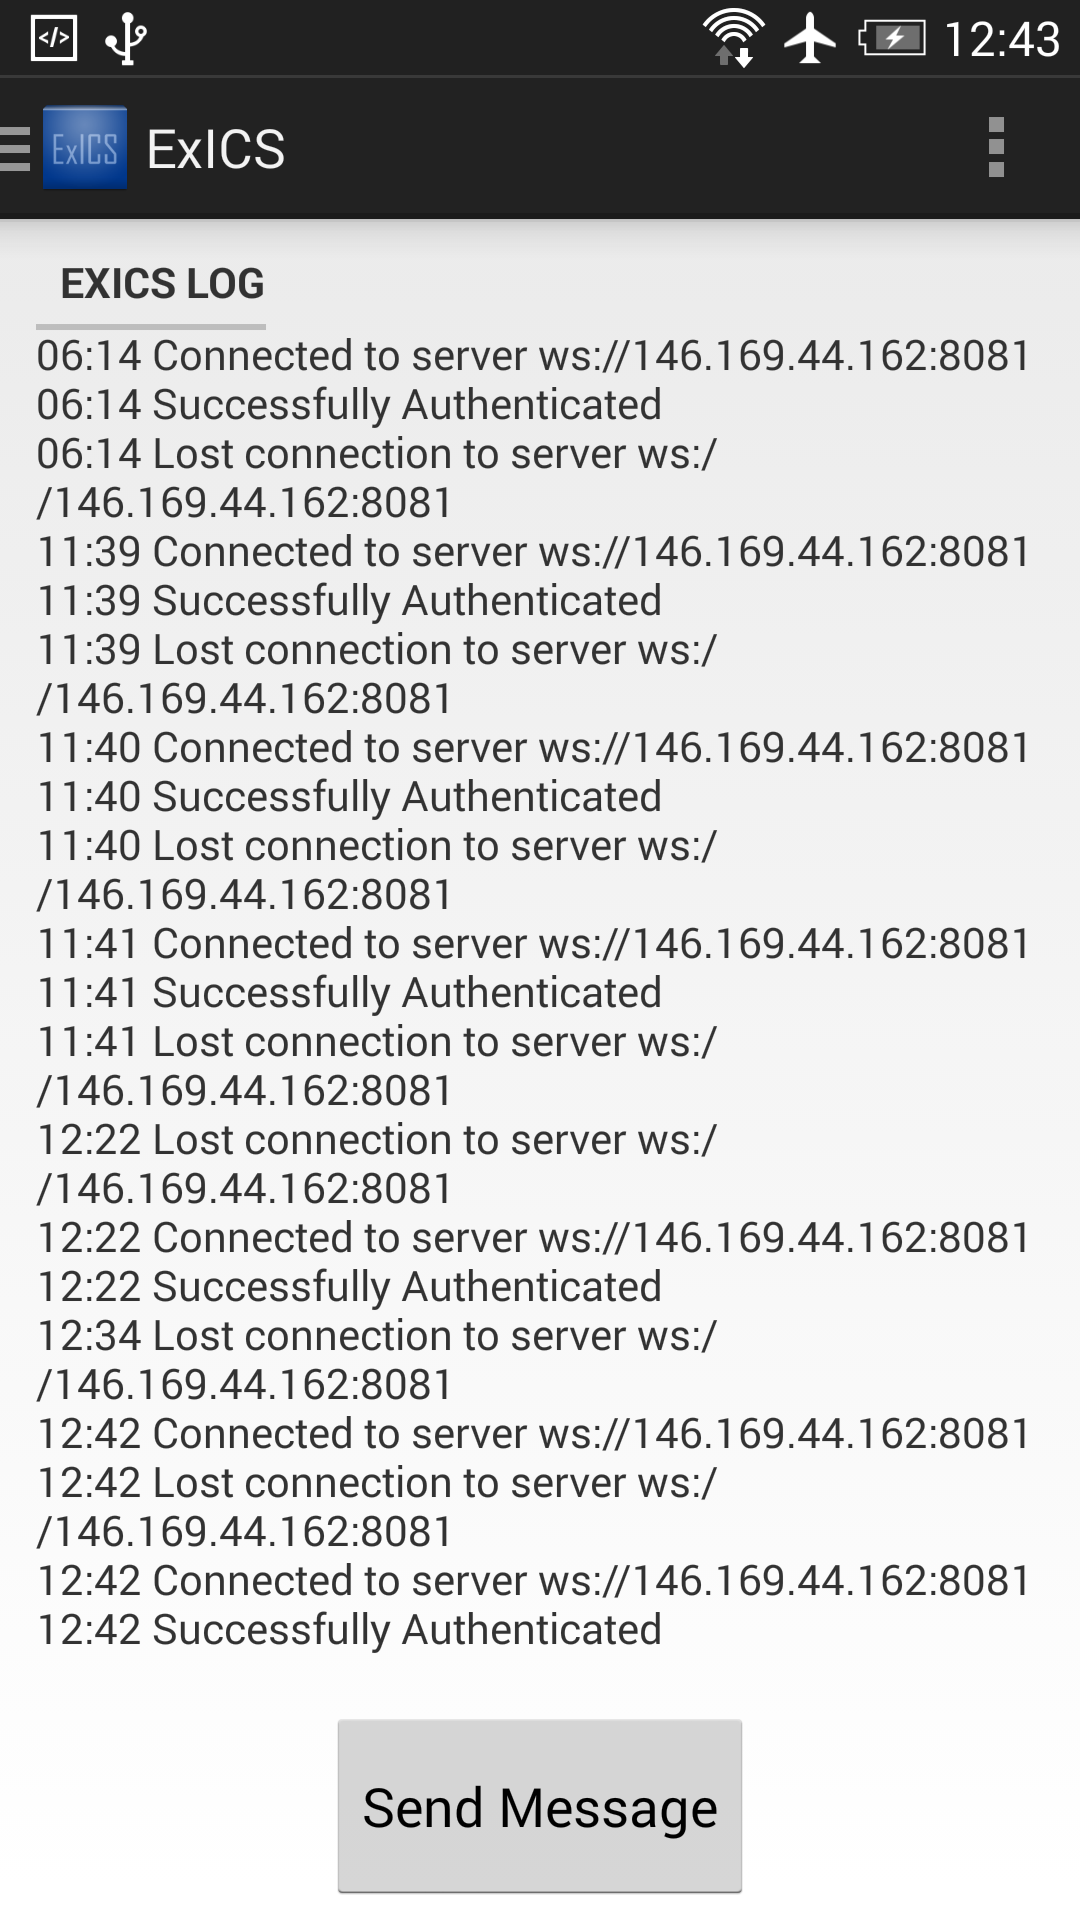 </>
12:43
ExICS ExICS
EXICS LOG
06:14 Connected to server ws://146.169.44.162:8081
06:14 Successfully Authenticated
06:14 Lost connection to server ws:/
/146.169.44.162:8081
11:39 Connected to server ws://146.169.44.162:8081
11:39 Successfully Authenticated
11:39 Lost connection to server ws:/
/146.169.44.162:8081
11:40 Connected to server ws://146.169.44.162:8081
11:40 Successfully Authenticated
11:40 Lost connection to server ws:/
/146.169.44.162:8081
11:41 Connected to server ws://146.169.44.162:8081
11:41 Successfully Authenticated
11:41 Lost connection to server ws:/
/146.169.44.162:8081
12:22 Lost connection to server ws:/
/146.169.44.162:8081
12:22 Connected to server ws://146.169.44.162:8081
12:22 Successfully Authenticated
12:34 Lost connection to server ws:/
/146.169.44.162:8081
12:42 Connected to server ws://146.169.44.162:8081
12:42 Lost connection to server ws:/
/146.169.44.162:8081
12:42 Connected to server ws://146.169.44.162:8081
12:42 Successfully Authenticated
Send Message